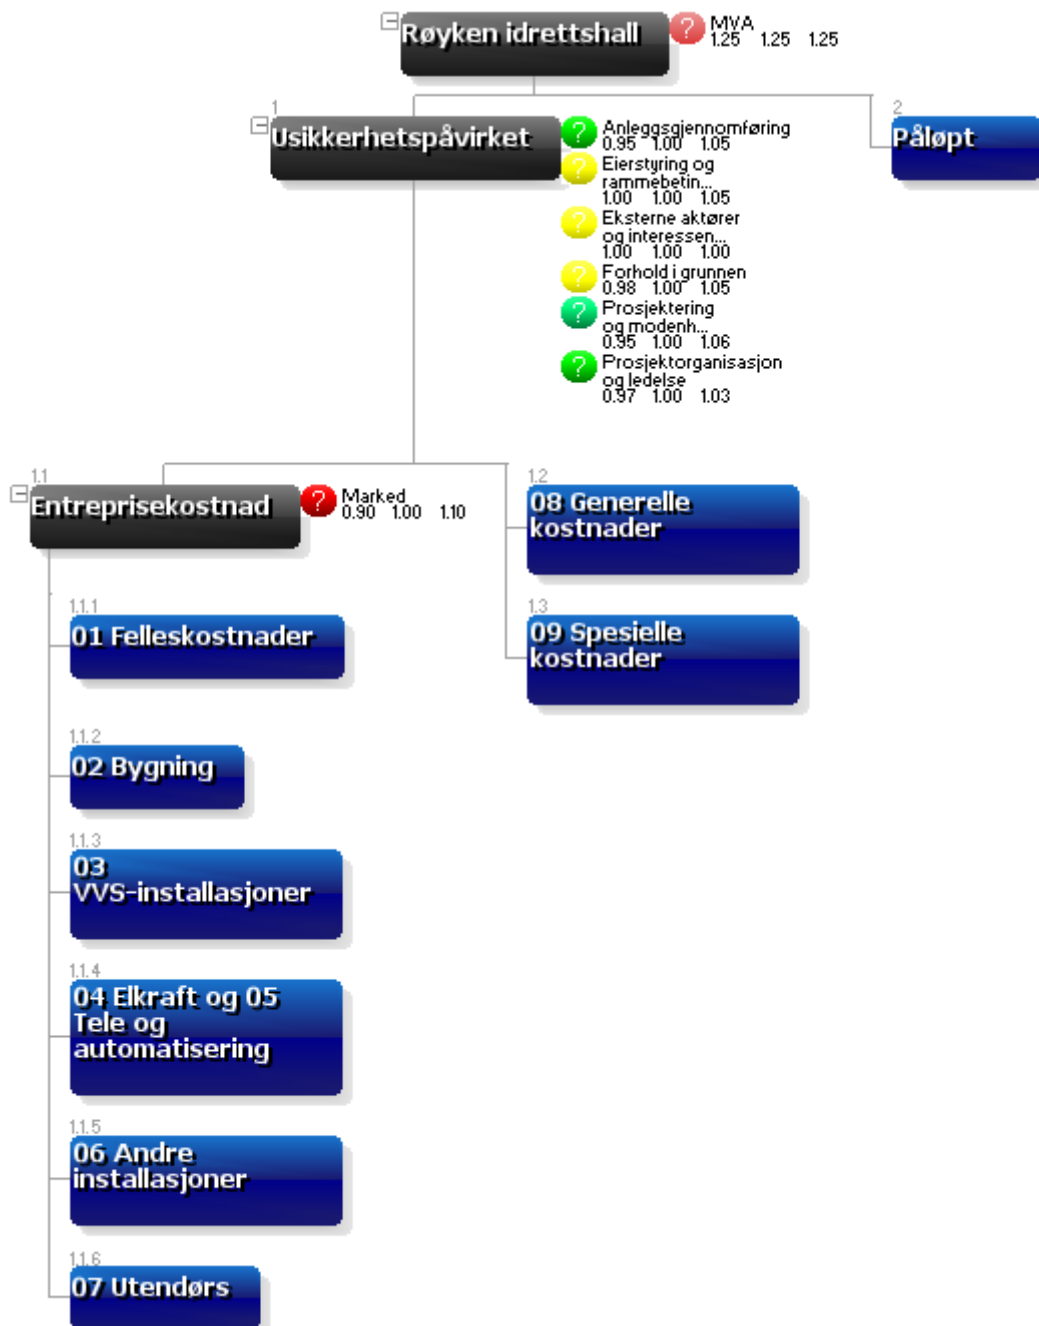 Røyken idrettshall
MVA
1.25 1.25 1.25
1
Usikkerhetspåvirket
Anleggsgjennomføring
0.95 1.00 1.05
Eierstyring og
rammebetin...
1.00 1.00 1.05
Eksterne aktører
og interessen...
1.00 1.00 1.00
Forhold i grunnen
0.98 1.00 1.05
Prosjektering
og modenh...
0.95 1.00 1.06
Prosjektorganisasjon
og ledelse
0.97 1.00 1.03
2
Påløpt
1.1
Entreprisekostnad
Marked
0.90 1.00 1.10
1.2
08 Generelle
kostnader
1.3
09 Spesielle
kostnader
1.1.1
01 Felleskostnader
1.1.2
02 Bygning
1.1.3
03
VVS-installasjoner
1.1.4
04 Elkraft og 05
Tele og
automatisering
1.1.5
06 Andre
installasjoner
1.1.6
07 Utendørs